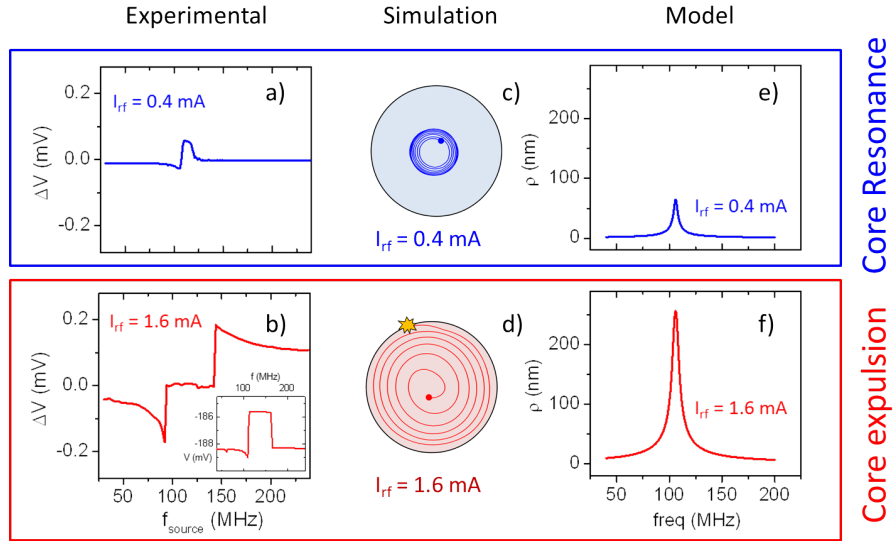 Experimental Simulation Model
a) c) e)
I_rf = 0.4 mA
ΔV (mV)
0.2
0.0
-0.2
I_rf = 0.4 mA
ρ (nm)
250
200
150
100
50
0
I_rf = 0.4 mA
Core Resonance
b) d) f)
I_rf = 1.6 mA
ΔV (mV)
0.2
0.0
-0.2
50 100 150 200
f_source (MHz)
f (MHz)
100 200
-186
-188
V (mV)
I_rf = 1.6 mA
ρ (nm)
200
100
0
I_rf = 1.6 mA
50 100 150 200
freq (MHz)
Core expulsion